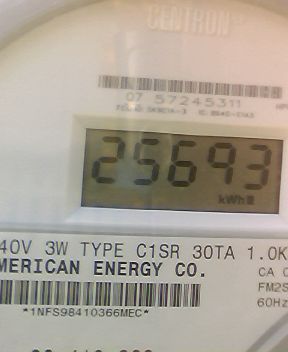 CENTRON
07 57245311
25693
kWh
40V 3W TYPE C1SR 30TA 1.0K
MERICAN ENERGY CO.
CA 0
FM2S
60Hz
*1NFS98410366MEC*